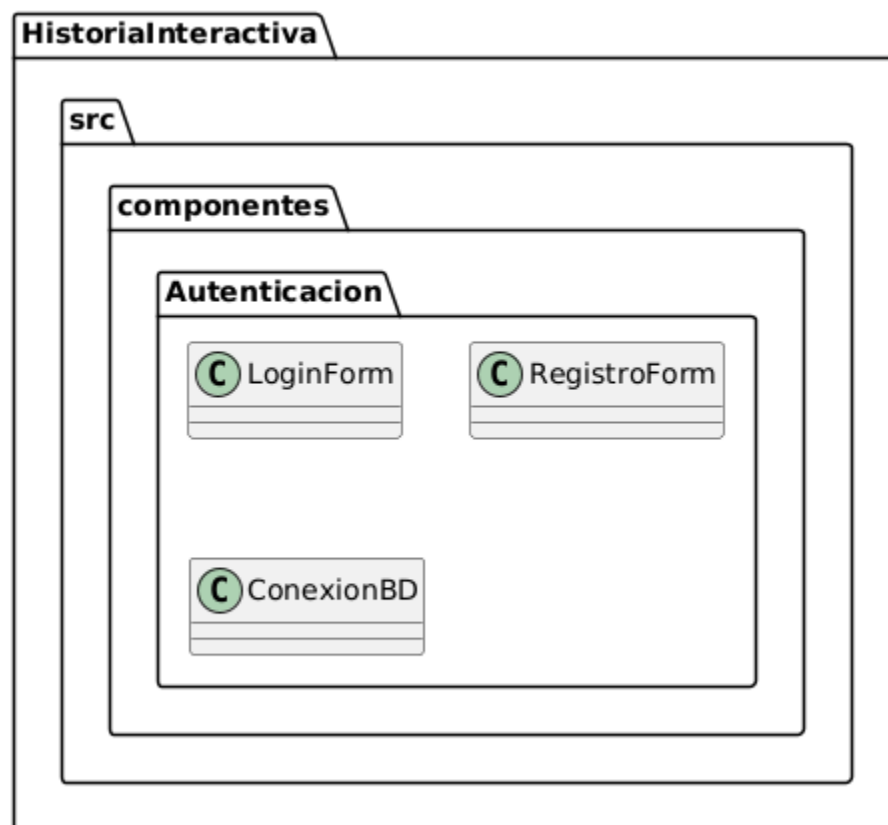 HistoriaInteractiva
src
componentes
Autenticacion
C LoginForm
C RegistroForm
C ConexionBD